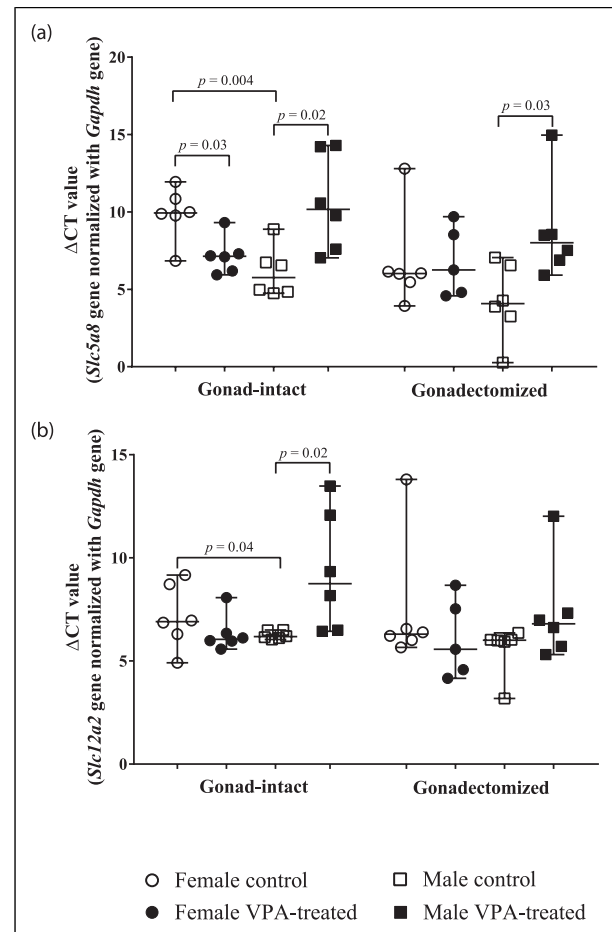 (a)
ΔCT value
(Slc5a8 gene normalized with Gapdh gene)
20
15
10
5
0
p = 0.004
p = 0.03
p = 0.02
p = 0.03
Gonad-intact
Gonadectomized
(b)
ΔCT value
(Slc12a2 gene normalized with Gapdh gene)
15
10
5
0
p = 0.02
p = 0.04
Gonad-intact
Gonadectomized
Female control
Male control
Female VPA-treated
Male VPA-treated